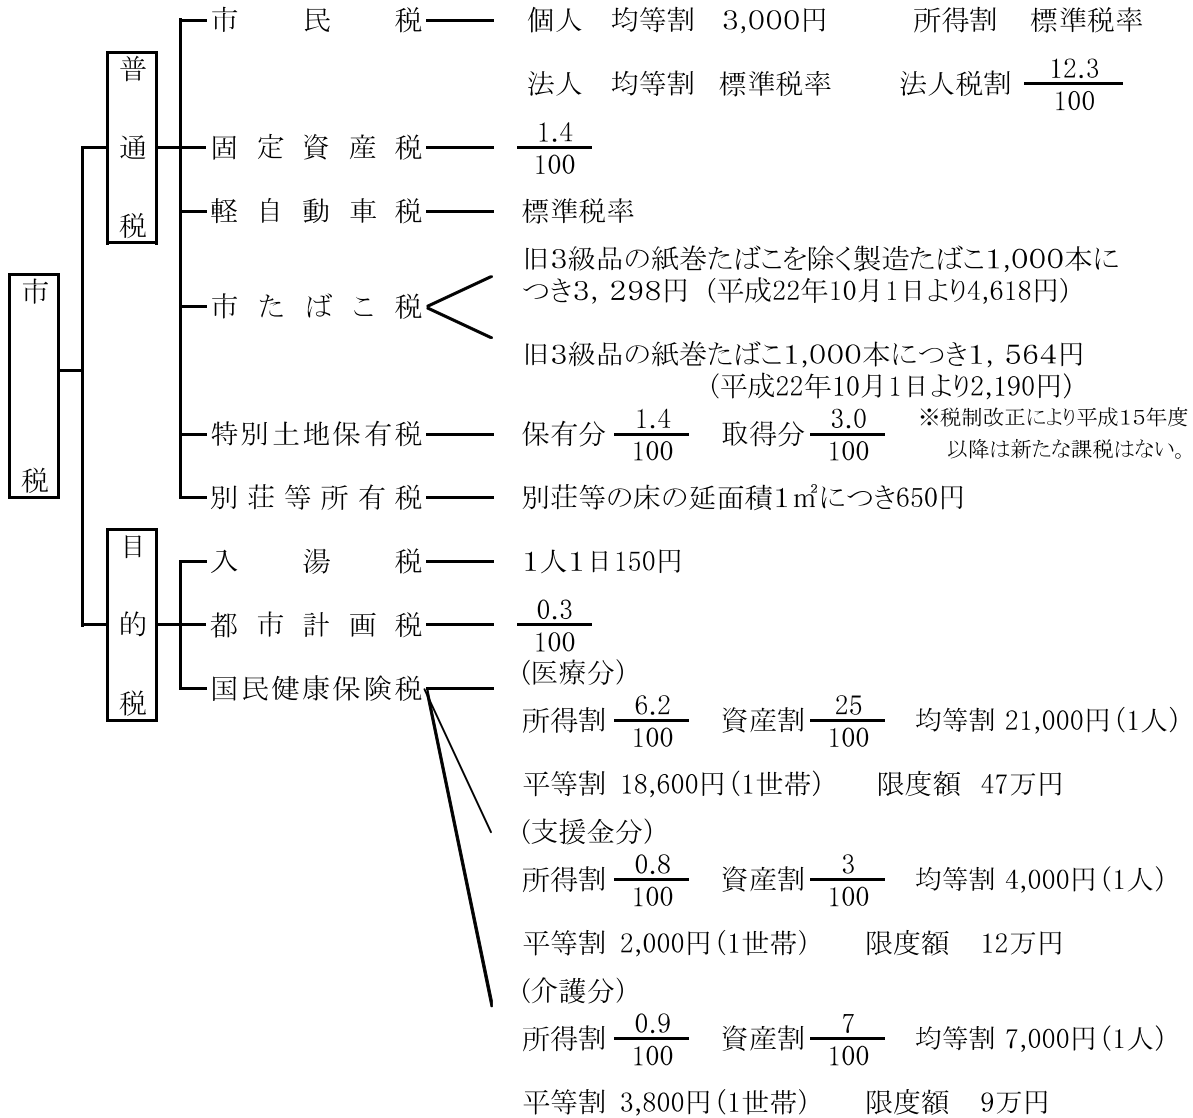 市税
普通税
市民税 個人 均等割 3,000円 所得割 標準税率
法人 均等割 標準税率 法人税割 12.3/100
固定資産税 1.4/100
軽自動車税 標準税率
市たばこ税
旧3級品の紙巻たばこを除く製造たばこ1,000本に
つき3,298円 (平成22年10月1日より4,618円)
旧3級品の紙巻たばこ1,000本につき1,564円
(平成22年10月1日より2,190円)
特別土地保有税 保有分 1.4/100 取得分 3.0/100
※税制改正により平成15年度
以降は新たな課税はない。
別荘等所有税 別荘等の床の延面積1㎡につき650円
目的税
入湯税 1人1日150円
都市計画税 0.3/100
国民健康保険税
(医療分)
所得割 6.2/100 資産割 25/100 均等割 21,000円(1人)
平等割 18,600円(1世帯) 限度額 47万円
(支援金分)
所得割 0.8/100 資産割 3/100 均等割 4,000円(1人)
平等割 2,000円(1世帯) 限度額 12万円
(介護分)
所得割 0.9/100 資産割 7/100 均等割 7,000円(1人)
平等割 3,800円(1世帯) 限度額 9万円